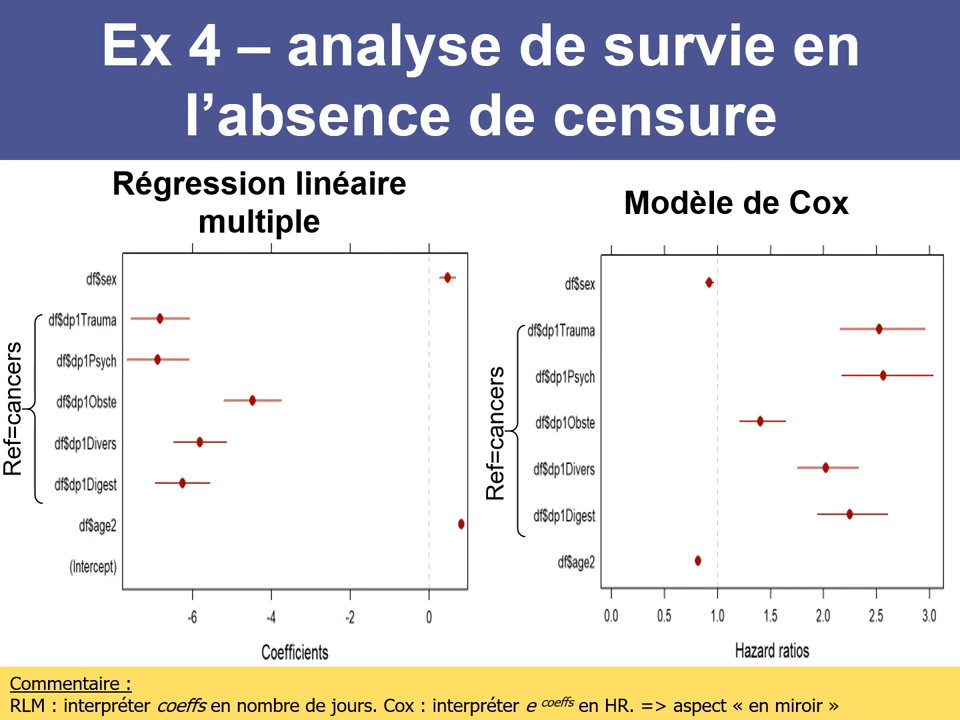 Ex 4 – analyse de survie en
l’absence de censure
Régression linéaire
multiple
df$sex
df$dp1Trauma
df$dp1Psych
df$dp1Obste
df$dp1Divers
df$dp1Digest
df$age2
(Intercept)
Ref=cancers
-6 -4 -2 0
Coefficients
Modèle de Cox
df$sex
df$dp1Trauma
df$dp1Psych
df$dp1Obste
df$dp1Divers
df$dp1Digest
df$age2
Ref=cancers
0.0 0.5 1.0 1.5 2.0 2.5 3.0
Hazard ratios
Commentaire :
RLM : interpréter coeffs en nombre de jours. Cox : interpréter e coeffs en HR. => aspect « en miroir »